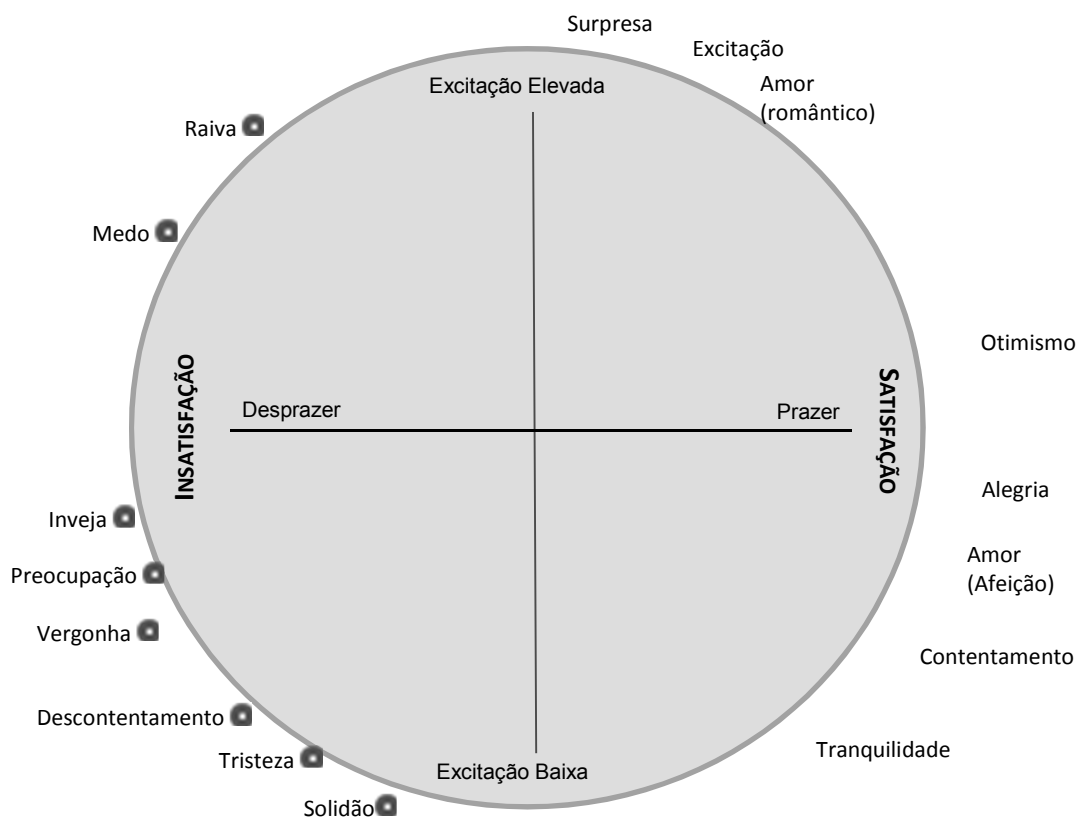 Surpresa
Excitação
Excitação Elevada
Amor
(romântico)
Raiva
Medo
Otimismo
INSATISFAÇÃO
SATISFAÇÃO
Desprazer
Prazer
Alegria
Inveja
Amor
(Afeição)
Preocupação
Vergonha
Contentamento
Descontentamento
Tranquilidade
Tristeza
Excitação Baixa
Solidão